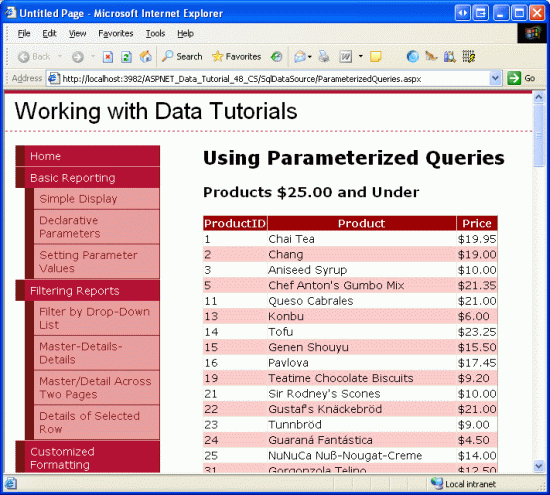 Untitled Page - Microsoft Internet Explorer
File Edit View Favorites Tools Help
Back Search Favorites
Address http://localhost:3982/ASPNET_Data_Tutorial_48_CS/SqlDataSource/ParameterizedQueries.aspx Go
Working with Data Tutorials
Home
Basic Reporting
Simple Display
Declarative
Parameters
Setting Parameter
Values
Filtering Reports
Filter by Drop-Down
List
Master-Details-
Details
Master/Detail Across
Two Pages
Details of Selected
Row
Customized
Formatting
Using Parameterized Queries
Products $25.00 and Under
ProductID Product Price
1 Chai Tea $19.95
2 Chang $19.00
3 Aniseed Syrup $10.00
5 Chef Anton's Gumbo Mix $21.35
11 Queso Cabrales $21.00
13 Konbu $6.00
14 Tofu $23.25
15 Genen Shouyu $15.50
16 Pavlova $17.45
19 Teatime Chocolate Biscuits $9.20
21 Sir Rodney's Scones $10.00
22 Gustaf's Knäckebröd $21.00
23 Tunnbröd $9.00
24 Guaraná Fantástica $4.50
25 NuNuCa Nuß-Nougat-Creme $14.00
31 Gorgonzola Telino $12.50
Local intranet